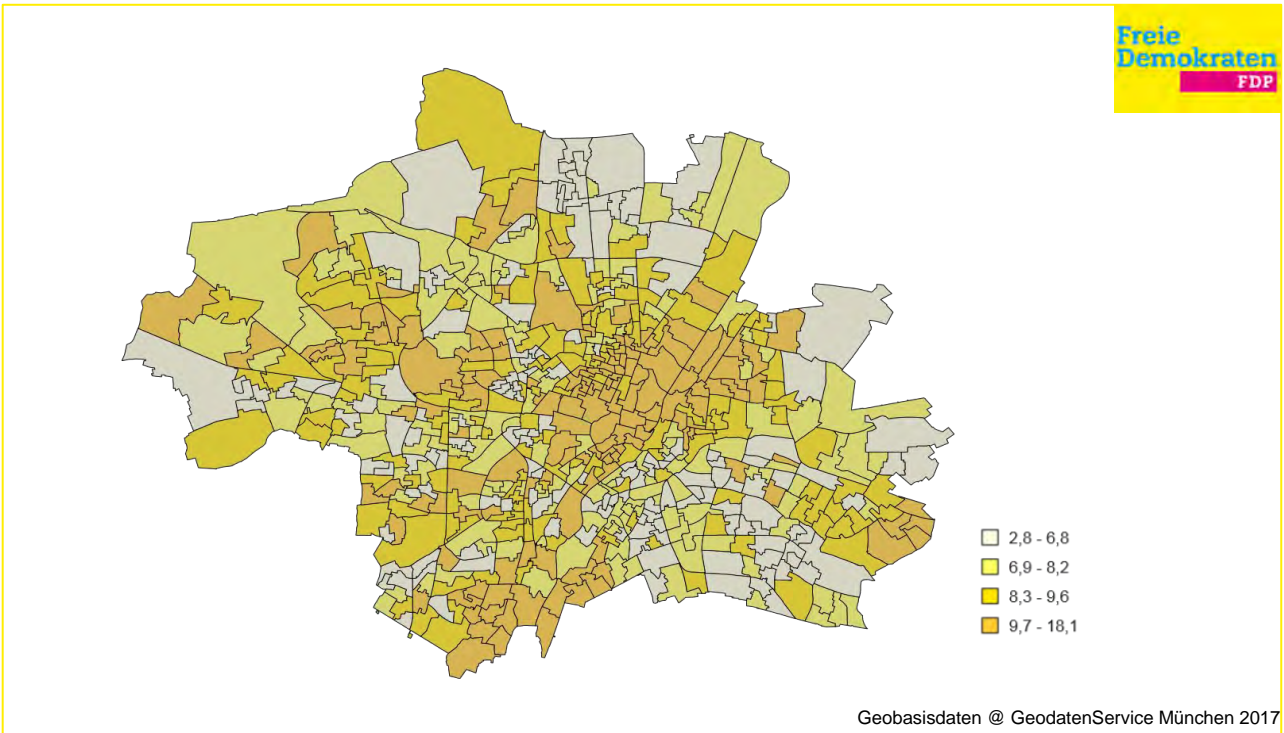 Freie
Demokraten
FDP
2,8 - 6,8
6,9 - 8,2
8,3 - 9,6
9,7 - 18,1
Geobasisdaten @ GeodatenService München 2017